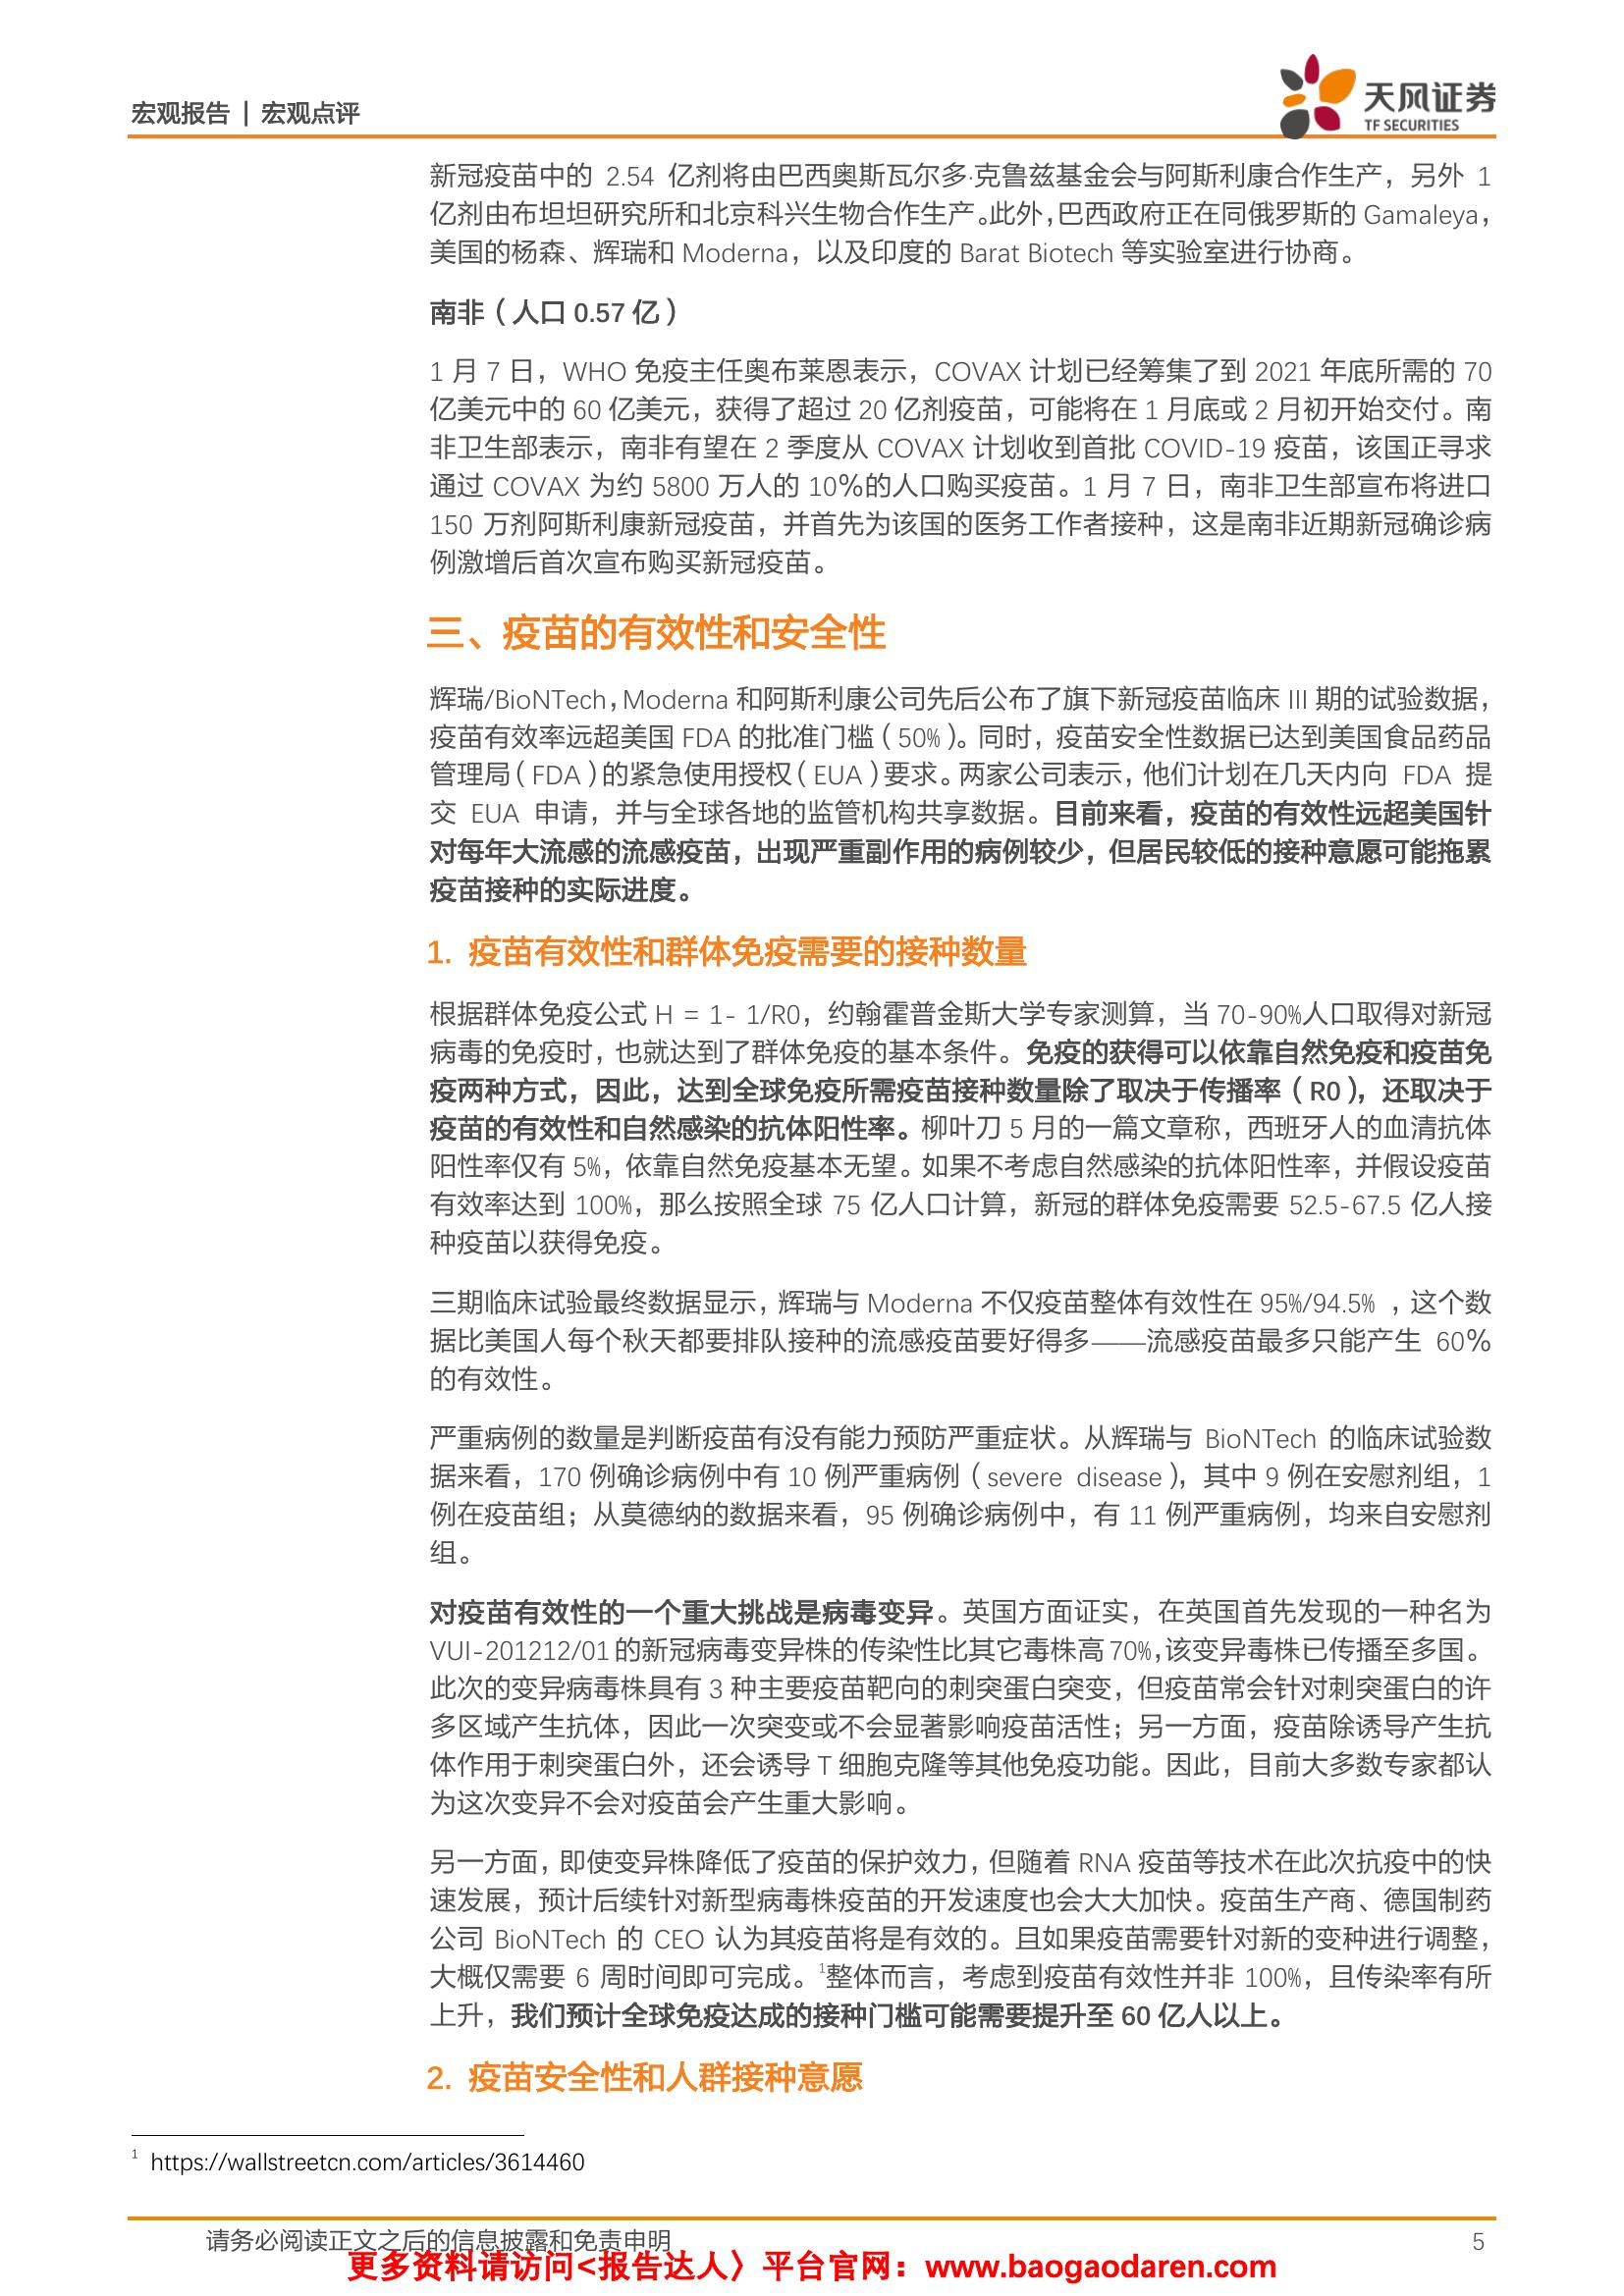 宏观报告 | 宏观点评
天风证券
TF SECURITIES
新冠疫苗中的 2.54 亿剂将由巴西奥斯瓦尔多·克鲁兹基金会与阿斯利康合作生产，另外 1
亿剂由布坦坦研究所和北京科兴生物合作生产。此外，巴西政府正在同俄罗斯的 Gamaleya，
美国的杨森、辉瑞和 Moderna，以及印度的 Barat Biotech 等实验室进行协商。
南非（人口 0.57 亿）
1 月 7 日，WHO 免疫主任奥布莱恩表示，COVAX 计划已经筹集了到 2021 年底所需的 70
亿美元中的 60 亿美元，获得了超过 20 亿剂疫苗，可能将在 1 月底或 2 月初开始交付。南
非卫生部表示，南非有望在 2 季度从 COVAX 计划收到首批 COVID-19 疫苗，该国正寻求
通过 COVAX 为约 5800 万人的 10%的人口购买疫苗。1 月 7 日，南非卫生部宣布将进口
150 万剂阿斯利康新冠疫苗，并首先为该国的医务工作者接种，这是南非近期新冠确诊病
例激增后首次宣布购买新冠疫苗。
三、疫苗的有效性和安全性
辉瑞/BioNTech，Moderna 和阿斯利康公司先后公布了旗下新冠疫苗临床 III 期的试验数据，
疫苗有效率远超美国 FDA 的批准门槛（50%）。同时，疫苗安全性数据已达到美国食品药品
管理局（FDA）的紧急使用授权（EUA）要求。两家公司表示，他们计划在几天内向 FDA 提
交 EUA 申请，并与全球各地的监管机构共享数据。目前来看，疫苗的有效性远超美国针
对每年大流感的流感疫苗，出现严重副作用的病例较少，但居民较低的接种意愿可能拖累
疫苗接种的实际进度。
1. 疫苗有效性和群体免疫需要的接种数量
根据群体免疫公式 H = 1- 1/R0，约翰霍普金斯大学专家测算，当 70-90%人口取得对新冠
病毒的免疫时，也就达到了群体免疫的基本条件。免疫的获得可以依靠自然免疫和疫苗免
疫两种方式，因此，达到全球免疫所需疫苗接种数量除了取决于传播率（R0），还取决于
疫苗的有效性和自然感染的抗体阳性率。柳叶刀 5 月的一篇文章称，西班牙人的血清抗体
阳性率仅有 5%，依靠自然免疫基本无望。如果不考虑自然感染的抗体阳性率，并假设疫苗
有效率达到 100%，那么按照全球 75 亿人口计算，新冠的群体免疫需要 52.5-67.5 亿人接
种疫苗以获得免疫。
三期临床试验最终数据显示，辉瑞与 Moderna 不仅疫苗整体有效性在 95%/94.5% ，这个数
据比美国人每个秋天都要排队接种的流感疫苗要好得多——流感疫苗最多只能产生 60%
的有效性。
严重病例的数量是判断疫苗有没有能力预防严重症状。从辉瑞与 BioNTech 的临床试验数
据来看，170 例确诊病例中有 10 例严重病例（severe disease），其中 9 例在安慰剂组，1
例在疫苗组；从莫德纳的数据来看，95 例确诊病例中，有 11 例严重病例，均来自安慰剂
组。
对疫苗有效性的一个重大挑战是病毒变异。英国方面证实，在英国首先发现的一种名为
VUI-201212/01 的新冠病毒变异株的传染性比其它毒株高 70%，该变异毒株已传播至多国。
此次的变异病毒株具有 3 种主要疫苗靶向的刺突蛋白突变，但疫苗常会针对刺突蛋白的许
多区域产生抗体，因此一次突变或不会显著影响疫苗活性；另一方面，疫苗除诱导产生抗
体作用于刺突蛋白外，还会诱导 T 细胞克隆等其他免疫功能。因此，目前大多数专家都认
为这次变异不会对疫苗会产生重大影响。
另一方面，即使变异株降低了疫苗的保护效力，但随着 RNA 疫苗等技术在此次抗疫中的快
速发展，预计后续针对新型病毒株疫苗的开发速度也会大大加快。疫苗生产商、德国制药
公司 BioNTech 的 CEO 认为其疫苗将是有效的。且如果疫苗需要针对新的变种进行调整，
大概仅需要 6 周时间即可完成。1整体而言，考虑到疫苗有效性并非 100%，且传染率有所
上升，我们预计全球免疫达成的接种门槛可能需要提升至 60 亿人以上。
2. 疫苗安全性和人群接种意愿
1 https://wallstreetcn.com/articles/3614460
请务必阅读正文之后的信息披露和免责申明 5
更多资料请访问<报告达人〉平台官网：www.baogaodaren.com